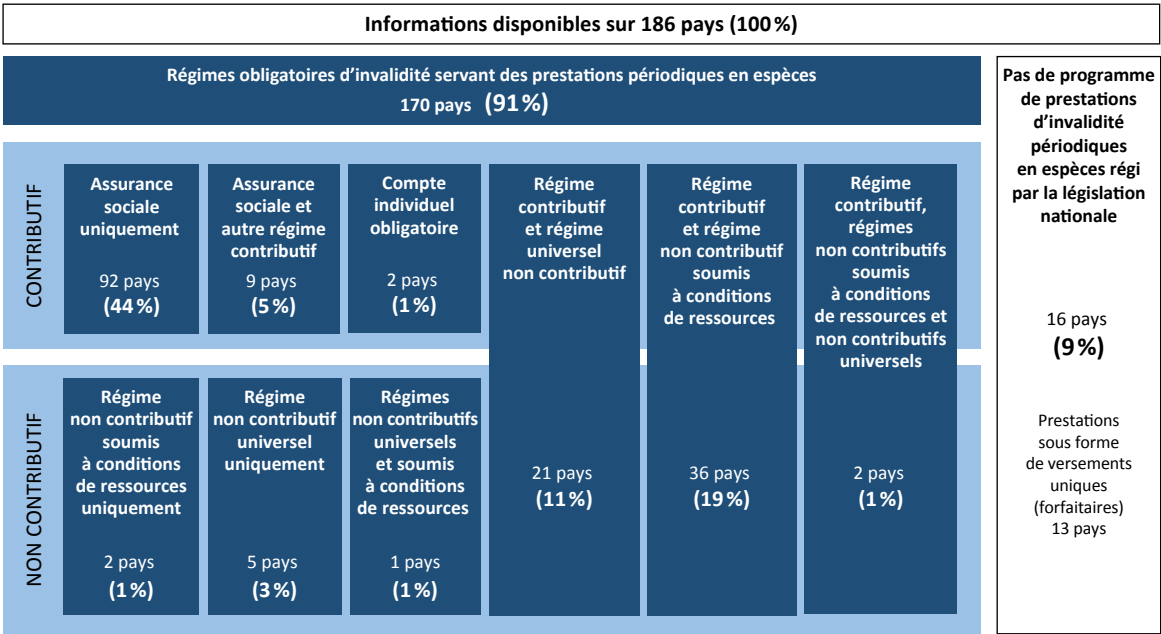 Informations disponibles sur 186 pays (100 %)
Régimes obligatoires d’invalidité servant des prestations périodiques en espèces
170 pays (91 %)
CONTRIBUTIF
Assurance
sociale
uniquement
92 pays
(44 %)
Assurance
sociale et
autre régime
contributif
9 pays
(5 %)
Compte
individuel
obligatoire
2 pays
(1 %)
Régime
contributif
et régime
universel
non contributif
21 pays
(11 %)
Régime
contributif
et régime
non contributif
soumis
à conditions
de ressources
36 pays
(19 %)
Régime
contributif,
régimes
non contributifs
soumis
à conditions
de ressources et
non contributifs
universels
2 pays
(1 %)
NON CONTRIBUTIF
Régime
non contributif
soumis
à conditions
de ressources
uniquement
2 pays
(1 %)
Régime
non contributif
universel
uniquement
5 pays
(3 %)
Régimes
non contributifs
universels
et soumis
à conditions
de ressources
1 pays
(1 %)
Pas de programme
de prestations
d’invalidité
périodiques
en espèces régi
par la législation
nationale
16 pays
(9 %)
Prestations
sous forme
de versements
uniques
(forfaitaires)
13 pays